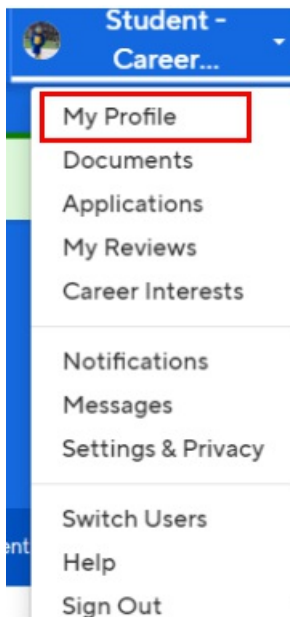 Student -
Career...
My Profile
Documents
Applications
My Reviews
Career Interests
Notifications
Messages
Settings & Privacy
Switch Users
ent
Help
Sign Out